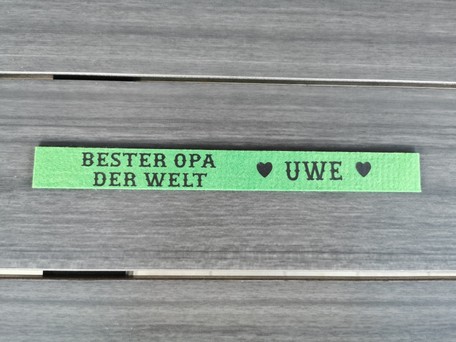 BESTER OPA
DER WELT
♥ UWE ♥